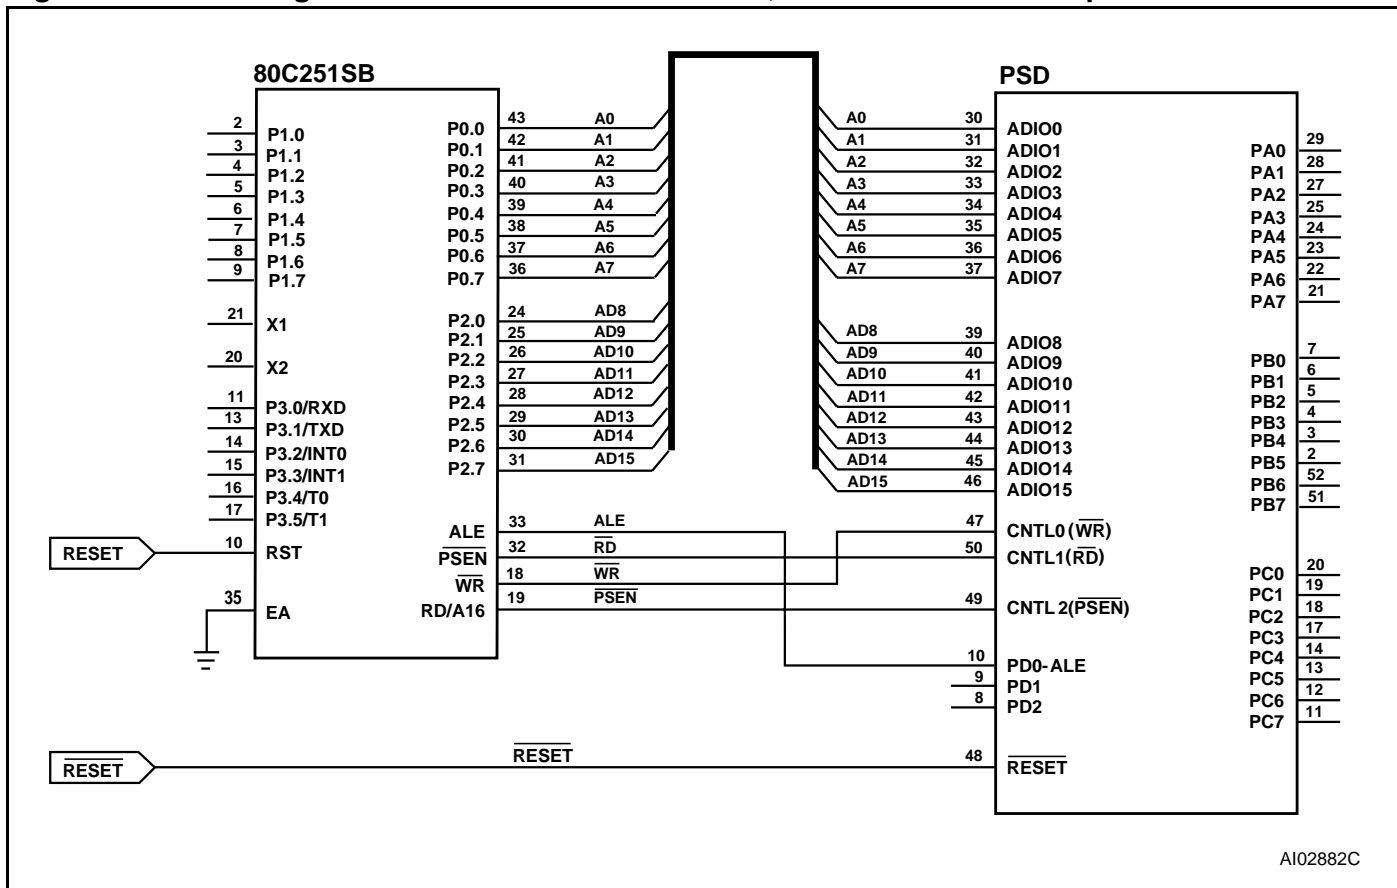 80C251SB
2 P1.0
3 P1.1
4 P1.2
5 P1.3
6 P1.4
7 P1.5
8 P1.6
9 P1.7
21 X1
20 X2
11 P3.0/RXD
13 P3.1/TXD
14 P3.2/INT0
15 P3.3/INT1
16 P3.4/T0
17 P3.5/T1
RESET 10 RST
35 EA
P0.0 43 A0
P0.1 42 A1
P0.2 41 A2
P0.3 40 A3
P0.4 39 A4
P0.5 38 A5
P0.6 37 A6
P0.7 36 A7
P2.0 24 AD8
P2.1 25 AD9
P2.2 26 AD10
P2.3 27 AD11
P2.4 28 AD12
P2.5 29 AD13
P2.6 30 AD14
P2.7 31 AD15
ALE 33 ALE
PSEN 32 RD
WR 18 WR
RD/A16 19 PSEN
PSD
A0 30 ADIO0
A1 31 ADIO1
A2 32 ADIO2
A3 33 ADIO3
A4 34 ADIO4
A5 35 ADIO5
A6 36 ADIO6
A7 37 ADIO7
AD8 39 ADIO8
AD9 40 ADIO9
AD10 41 ADIO10
AD11 42 ADIO11
AD12 43 ADIO12
AD13 44 ADIO13
AD14 45 ADIO14
AD15 46 ADIO15
47 CNTL0(WR)
50 CNTL1(RD)
49 CNTL 2(PSEN)
10 PD0-ALE
9 PD1
8 PD2
RESET RESET 48 RESET
PA0 29
PA1 28
PA2 27
PA3 25
PA4 24
PA5 23
PA6 22
PA7 21
PB0 7
PB1 6
PB2 5
PB3 4
PB4 3
PB5 2
PB6 52
PB7 51
PC0 20
PC1 19
PC2 18
PC3 17
PC4 14
PC5 13
PC6 12
PC7 11
AI02882C